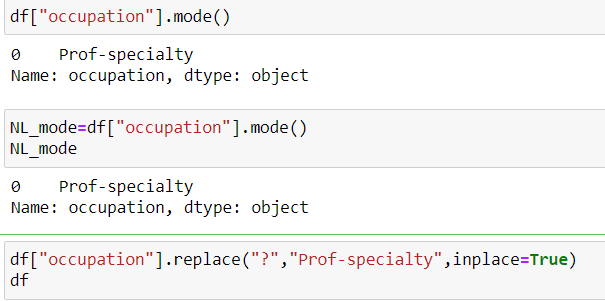 df["occupation"].mode()
0    Prof-specialty
Name: occupation, dtype: object
NL_mode=df["occupation"].mode()
NL_mode
0    Prof-specialty
Name: occupation, dtype: object
df["occupation"].replace("?","Prof-specialty",inplace=True)
df